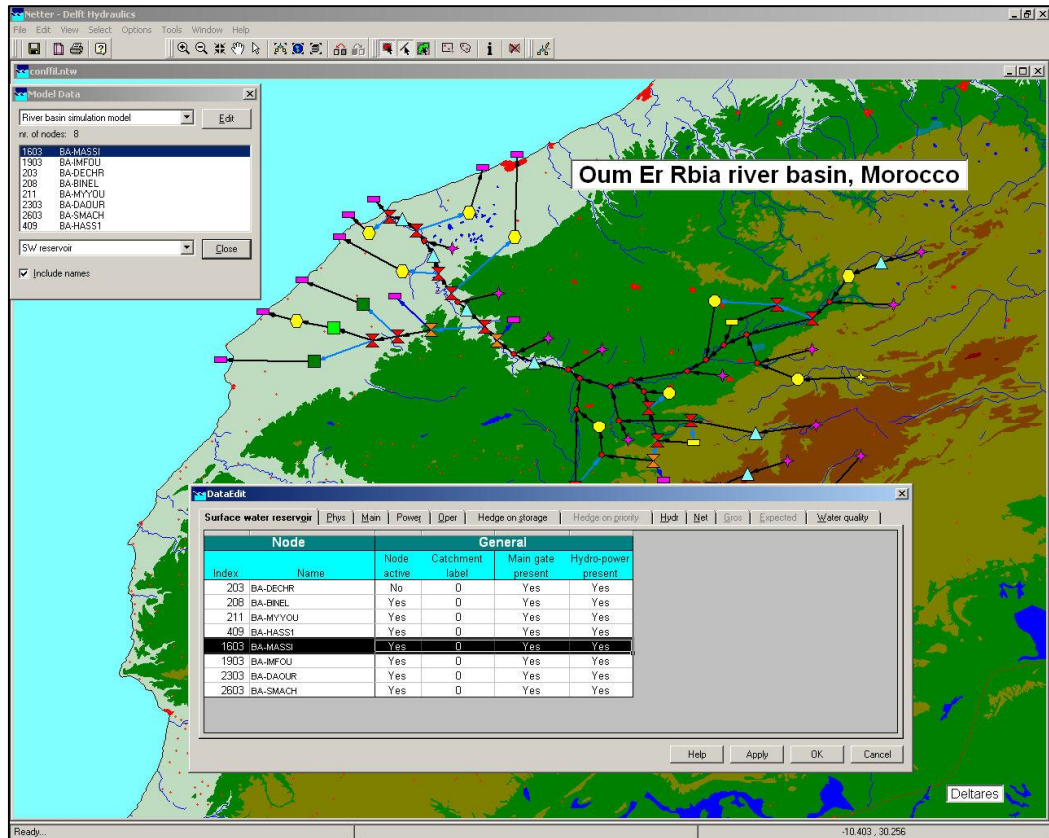 Netter - Delft Hydraulics
File Edit View Select Options Tools Window Help
conffil.ntw
Model Data
River basin simulation model Edit
nr. of nodes: 8
1603 BA-MASSI
1903 BA-IMFOU
203 BA-DECHR
208 BA-BINEL
211 BA-MYYOU
2303 BA-DAOUR
2603 BA-SMACH
409 BA-HASS1
SW reservoir Close
Include names
Oum Er Rbia river basin, Morocco
DataEdit
Surface water reservoir Phys Main Power Oper Hedge on storage Hedge on priority Hydr Net Gros Expected Water quality
Node General
Node Catchment Main gate Hydro-power
Index Name active label present present
203 BA-DECHR No 0 Yes Yes
208 BA-BINEL Yes 0 Yes Yes
211 BA-MYYOU Yes 0 Yes Yes
409 BA-HASS1 Yes 0 Yes Yes
1603 BA-MASSI Yes 0 Yes Yes
1903 BA-IMFOU Yes 0 Yes Yes
2303 BA-DAOUR Yes 0 Yes Yes
2603 BA-SMACH Yes 0 Yes Yes
Help Apply OK Cancel
Deltares
Ready... -10.403 , 30.256